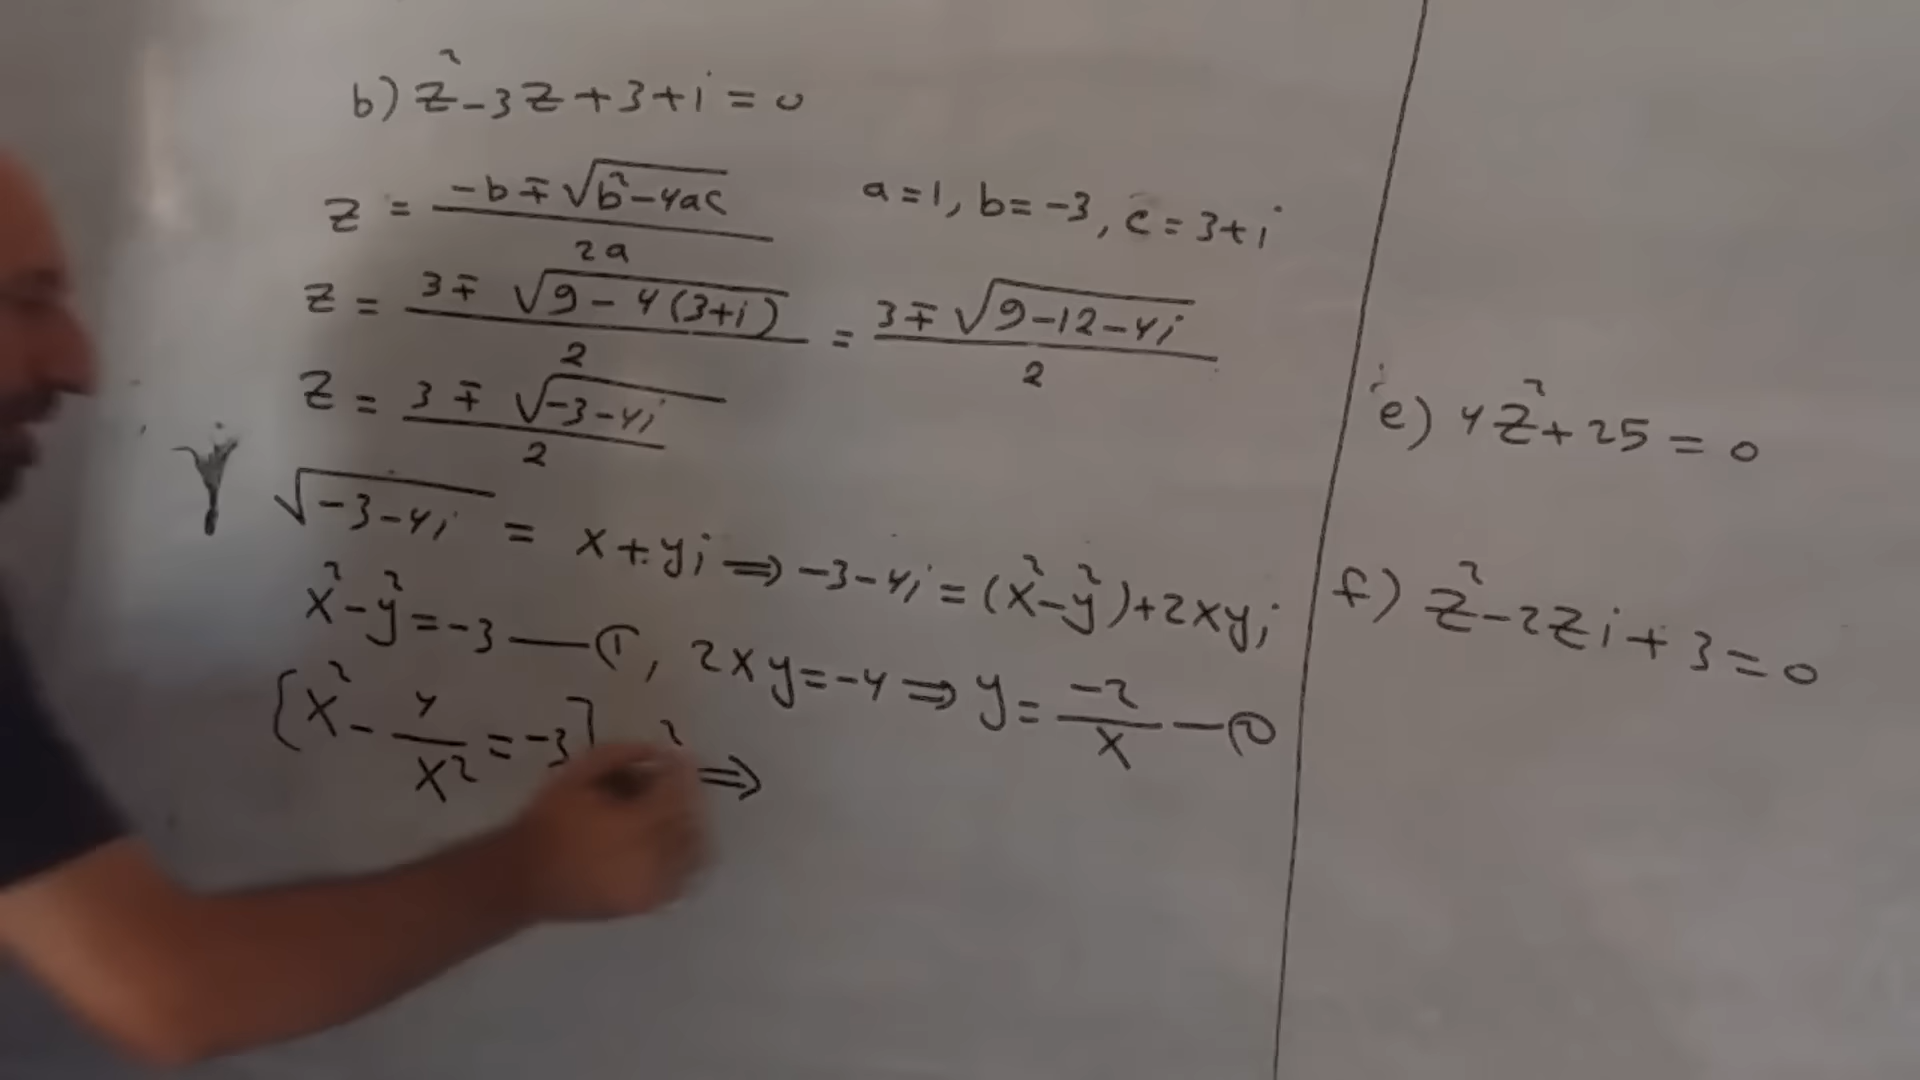 b) z² - 3z + 3 + i = 0
z = (-b ∓ √(b² - 4ac)) / 2a    a = 1, b = -3, c = 3 + i
z = (3 ∓ √(9 - 4(3+i))) / 2 = (3 ∓ √(9 - 12 - 4i)) / 2
z = (3 ∓ √(-3 - 4i)) / 2
√(-3 - 4i) = x + yi ⇒ -3 - 4i = (x² - y²) + 2xyi
x² - y² = -3 — ①, 2xy = -4 ⇒ y = -2/x — ②
[x² - 4/x² = -3] ² ⇒
e) 4z² + 25 = 0
f) z² - 2zi + 3 = 0